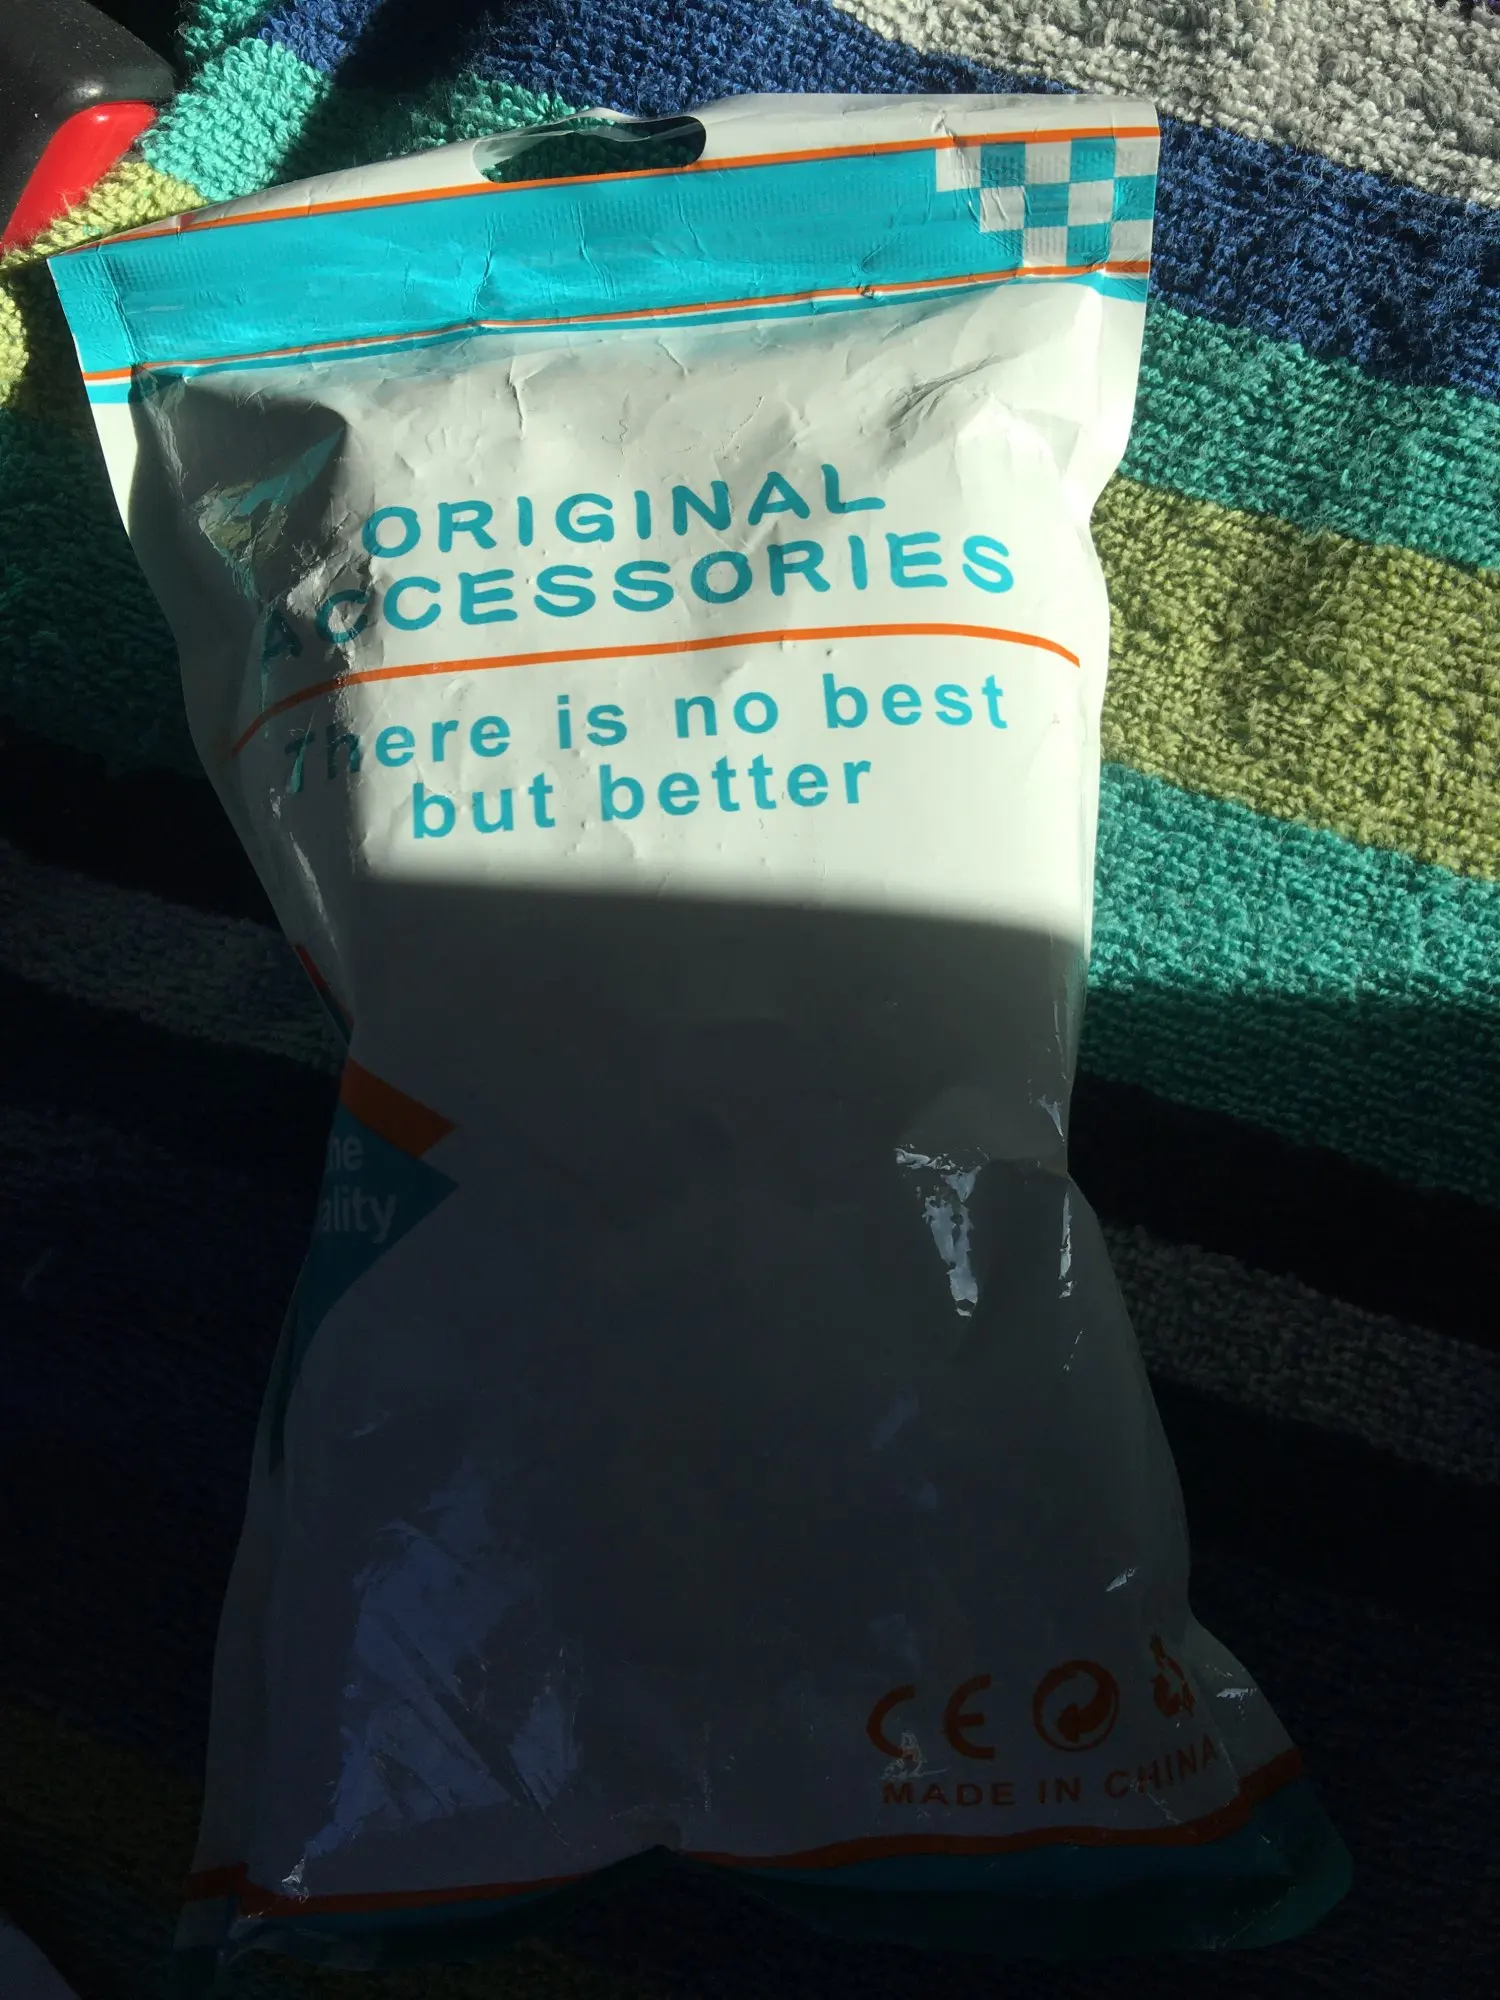 ORIGINAL
ACCESSORIES
There is no best
but better
CE
MADE IN CHINA